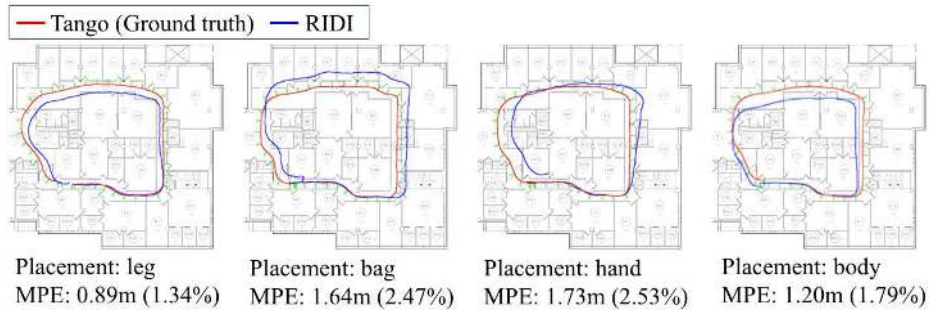 Tango (Ground truth) RIDI
Placement: leg
MPE: 0.89m (1.34%)
Placement: bag
MPE: 1.64m (2.47%)
Placement: hand
MPE: 1.73m (2.53%)
Placement: body
MPE: 1.20m (1.79%)